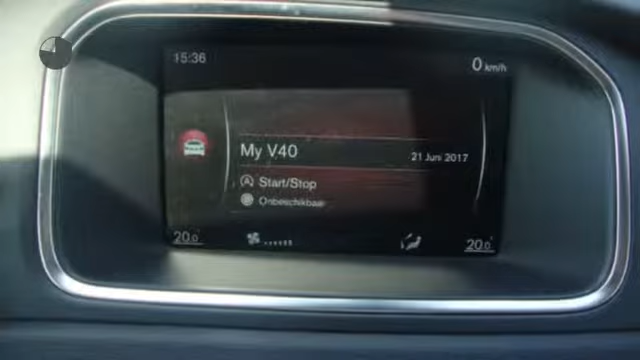 15:36
0 km/h
My V40
21 Juni 2017
Start/Stop
Onbeschikbaar
20.0
20.0